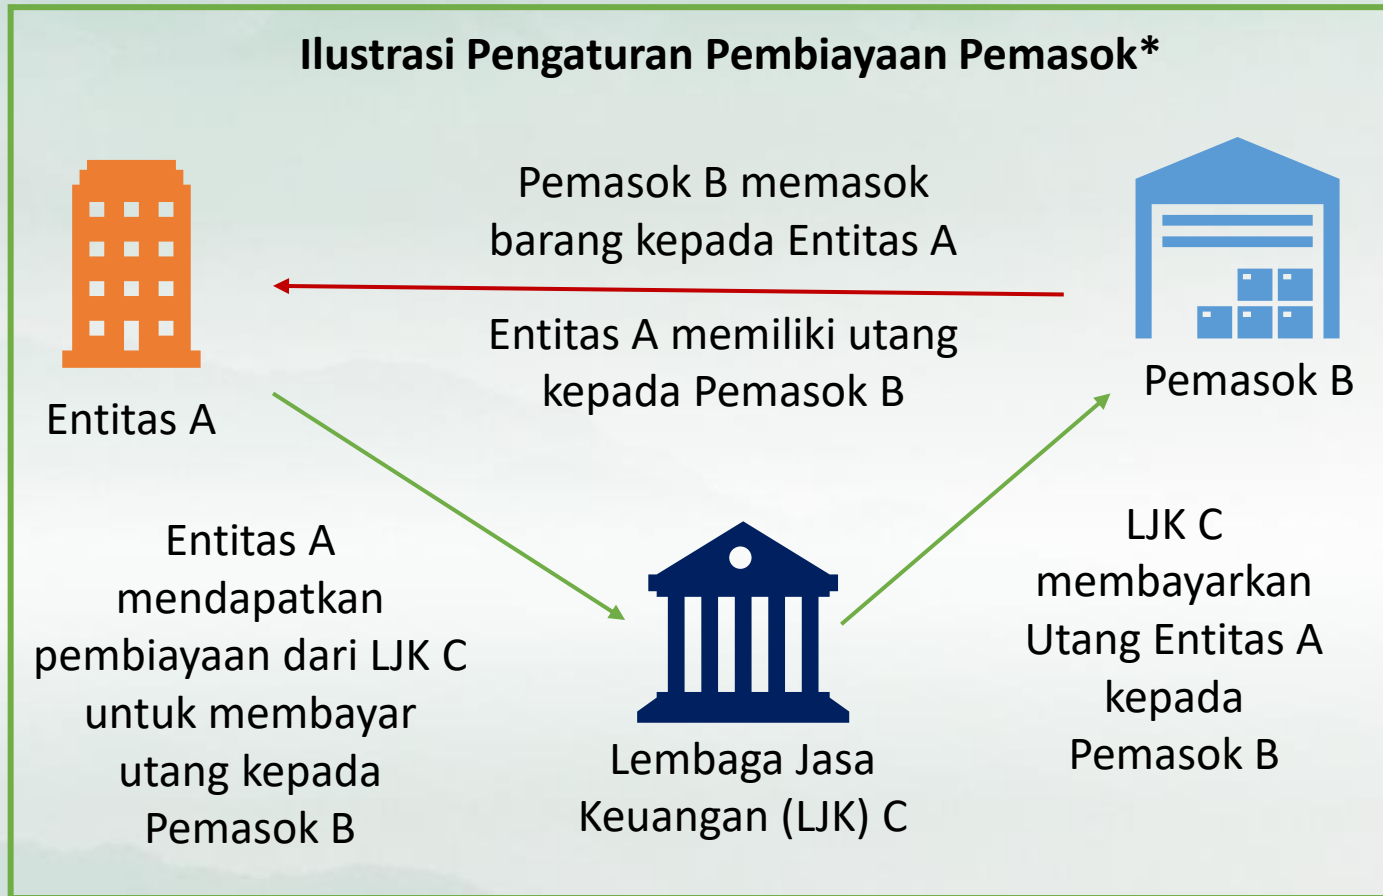 Ilustrasi Pengaturan Pembiayaan Pemasok*
Pemasok B memasok
barang kepada Entitas A
Entitas A memiliki utang
kepada Pemasok B
Entitas A
Pemasok B
Entitas A
mendapatkan
pembiayaan dari LJK C
untuk membayar
utang kepada
Pemasok B
Lembaga Jasa
Keuangan (LJK) C
LJK C
membayarkan
Utang Entitas A
kepada
Pemasok B